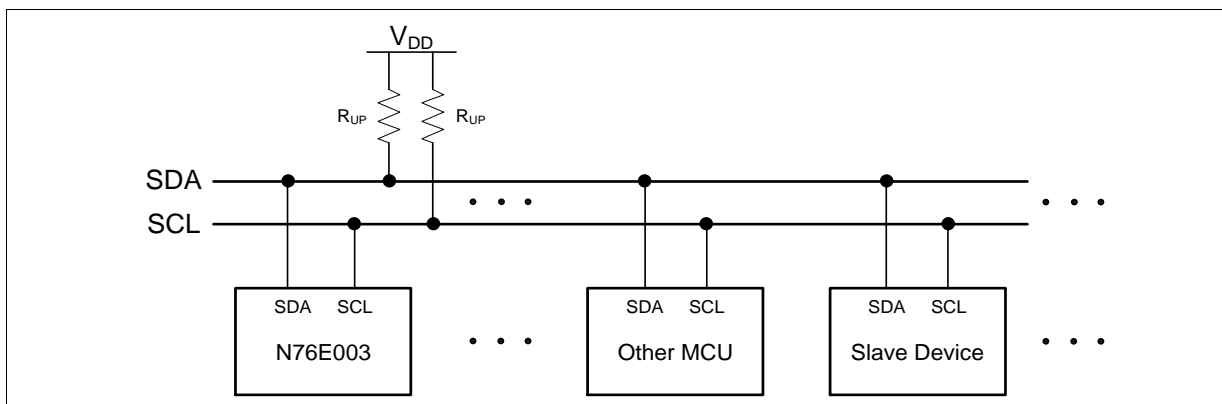 VDD
RUP RUP
SDA
SCL
SDA SCL SDA SCL SDA SCL
N76E003 Other MCU Slave Device